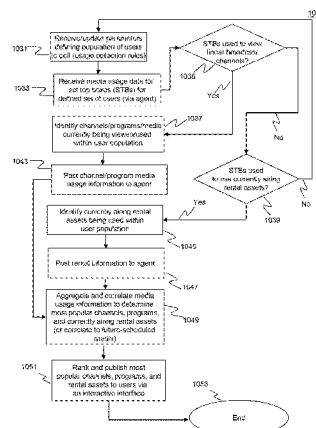 10
Remove/update parameters
defining population of users
to poll (usage collection rules)
1031
STBs used to view
linear broadcast
channels?
1035
Receive media usage data for
set top boxes (STBs) for
defined set of users (via agent)
1033
Yes
No
Identify channels/programs/media
currently being viewed/used
within user population
1037
1043
Post channel/program media
usage information to agent
STBs used
to use currently airing
rental assets?
No
1039
Yes
Identify currently airing rental
assets being used within
user population
1045
Post rental information to agent
1047
Aggregate and correlate media
usage information to determine
most popular channels, programs,
and currently airing rental assets
(or correlate to future-scheduled
1049
1051
Rank and publish most
popular channels, programs, and
rental assets to users via
an interactive interface
1053
End